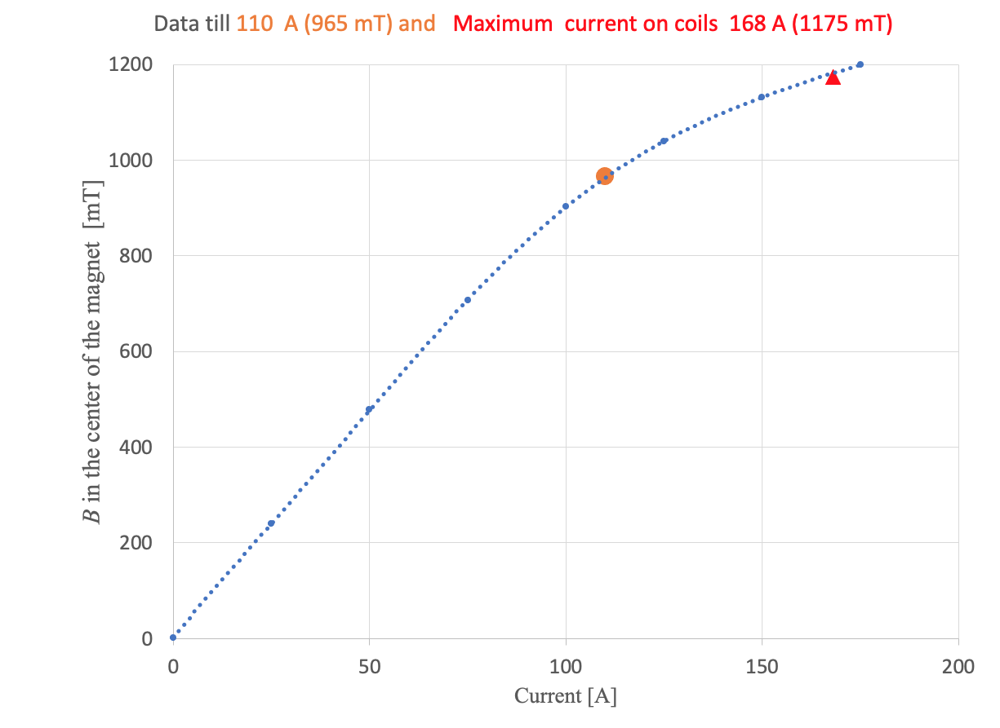 Data till 110 A (965 mT) and Maximum current on coils 168 A (1175 mT)
1200
1000
800
600
400
200
0
B in the center of the magnet [mT]
0 50 100 150 200
Current [A]